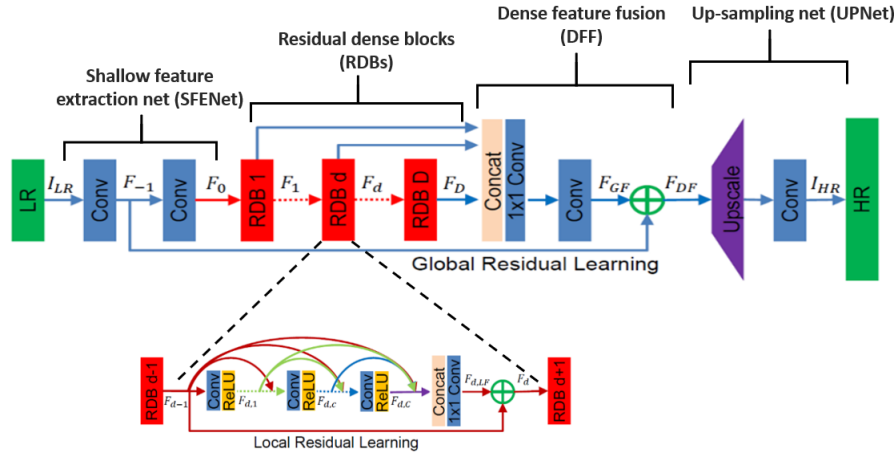 Dense feature fusion
(DFF)
Up-sampling net (UPNet)
Residual dense blocks
(RDBs)
Shallow feature
extraction net (SFENet)
LR
I_LR
Conv
F_−1
Conv
F_0
RDB 1
F_1
RDB d
F_d
RDB D
F_D
Concat
1x1 Conv
Conv
F_GF
F_DF
Upscale
Conv
I_HR
HR
Global Residual Learning
RDB d-1
F_d−1
Conv
ReLU
F_d,1
Conv
ReLU
F_d,c
Conv
ReLU
F_d,C
Concat
1x1 Conv
F_d,LF
F_d
RDB d+1
Local Residual Learning